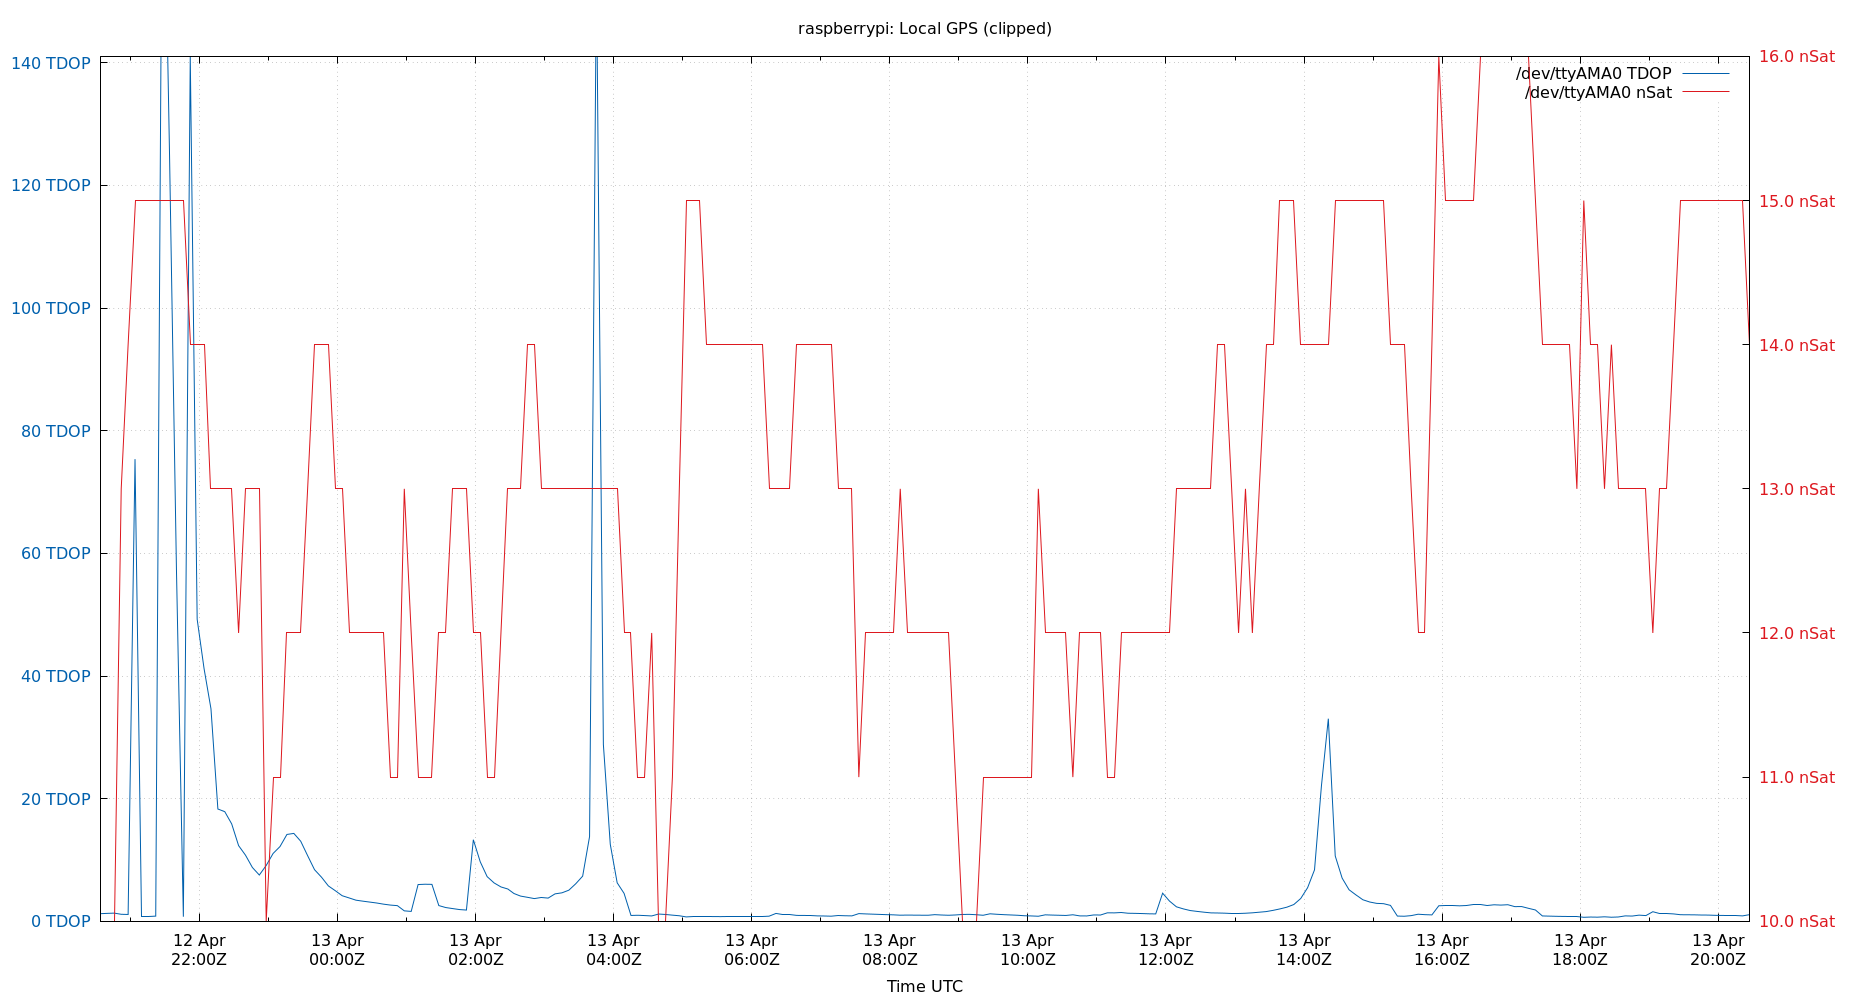 raspberrypi: Local GPS (clipped)
140 TDOP
120 TDOP
100 TDOP
80 TDOP
60 TDOP
40 TDOP
20 TDOP
0 TDOP
16.0 nSat
15.0 nSat
14.0 nSat
13.0 nSat
12.0 nSat
11.0 nSat
10.0 nSat
/dev/ttyAMA0 TDOP
/dev/ttyAMA0 nSat
12 Apr
22:00Z
13 Apr
00:00Z
13 Apr
02:00Z
13 Apr
04:00Z
13 Apr
06:00Z
13 Apr
08:00Z
13 Apr
10:00Z
13 Apr
12:00Z
13 Apr
14:00Z
13 Apr
16:00Z
13 Apr
18:00Z
13 Apr
20:00Z
Time UTC